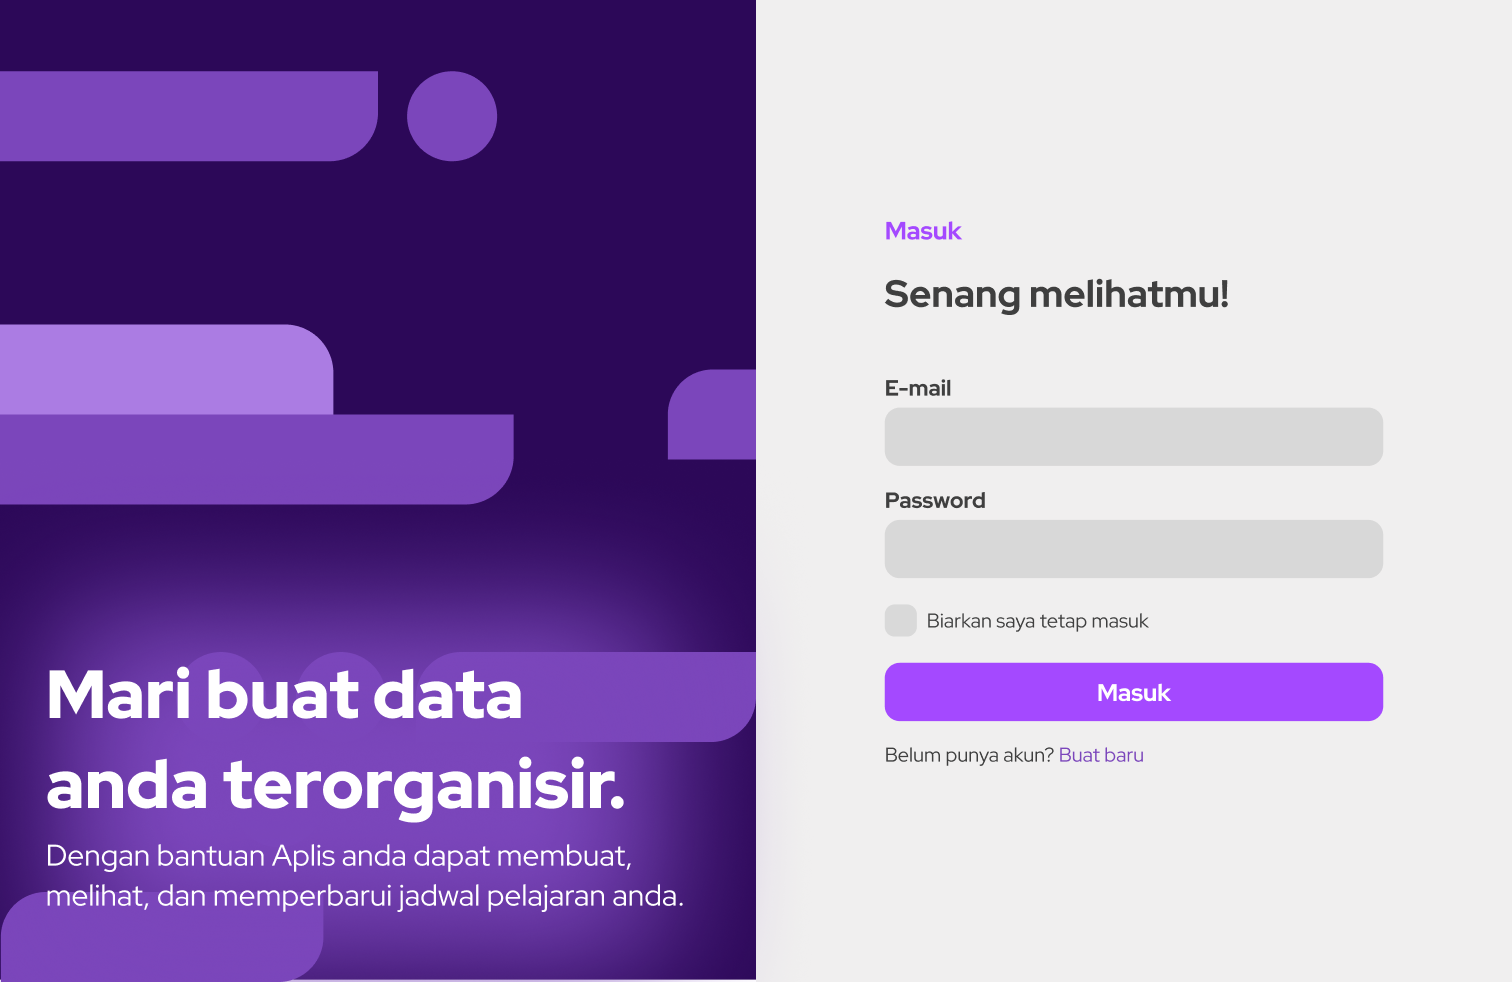 Mari buat data
anda terorganisir.
Dengan bantuan Aplis anda dapat membuat,
melihat, dan memperbarui jadwal pelajaran anda.
Masuk
Senang melihatmu!
E-mail
Password
Biarkan saya tetap masuk
Masuk
Belum punya akun? Buat baru